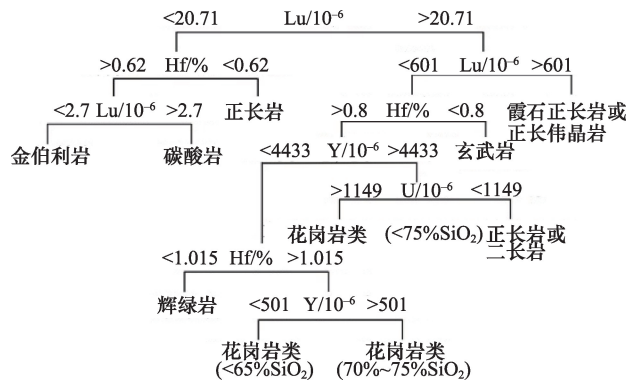 <20.71 Lu/10⁻⁶ >20.71
>0.62 Hf/% <0.62
<601 Lu/10⁻⁶ >601
<2.7 Lu/10⁻⁶ >2.7
正长岩
>0.8 Hf/% <0.8
霞石正长岩或
正长伟晶岩
金伯利岩
碳酸岩
<4433 Y/10⁻⁶ >4433
玄武岩
>1149 U/10⁻⁶ <1149
花岗岩类 (<75%SiO₂)
正长岩或
二长岩
<1.015 Hf/% >1.015
辉绿岩
<501 Y/10⁻⁶ >501
花岗岩类
(<65%SiO₂)
花岗岩类
(70%~75%SiO₂)